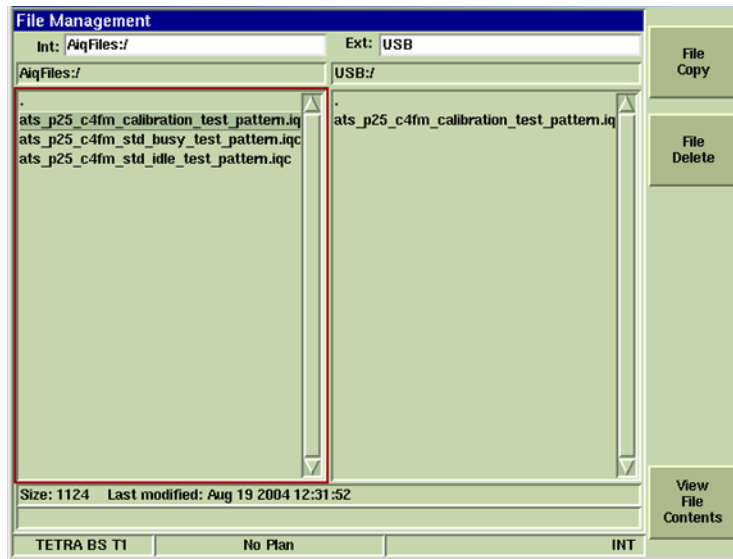 File Management
Int: AiqFiles:/ Ext: USB
AiqFiles:/ USB:/
.
ats_p25_c4fm_calibration_test_pattern.iq
ats_p25_c4fm_std_busy_test_pattern.iqc
ats_p25_c4fm_std_idle_test_pattern.iqc
.
ats_p25_c4fm_calibration_test_pattern.iq
Size: 1124 Last modified: Aug 19 2004 12:31:52
TETRA BS T1 No Plan INT
File
Copy
File
Delete
View
File
Contents